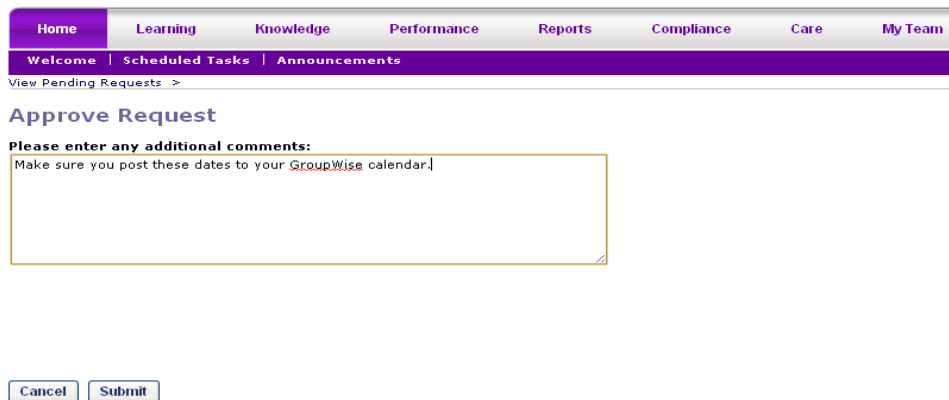 Home Learning Knowledge Performance Reports Compliance Care My Team
Welcome | Scheduled Tasks | Announcements
View Pending Requests >
Approve Request
Please enter any additional comments:
Make sure you post these dates to your GroupWise calendar.
Cancel Submit